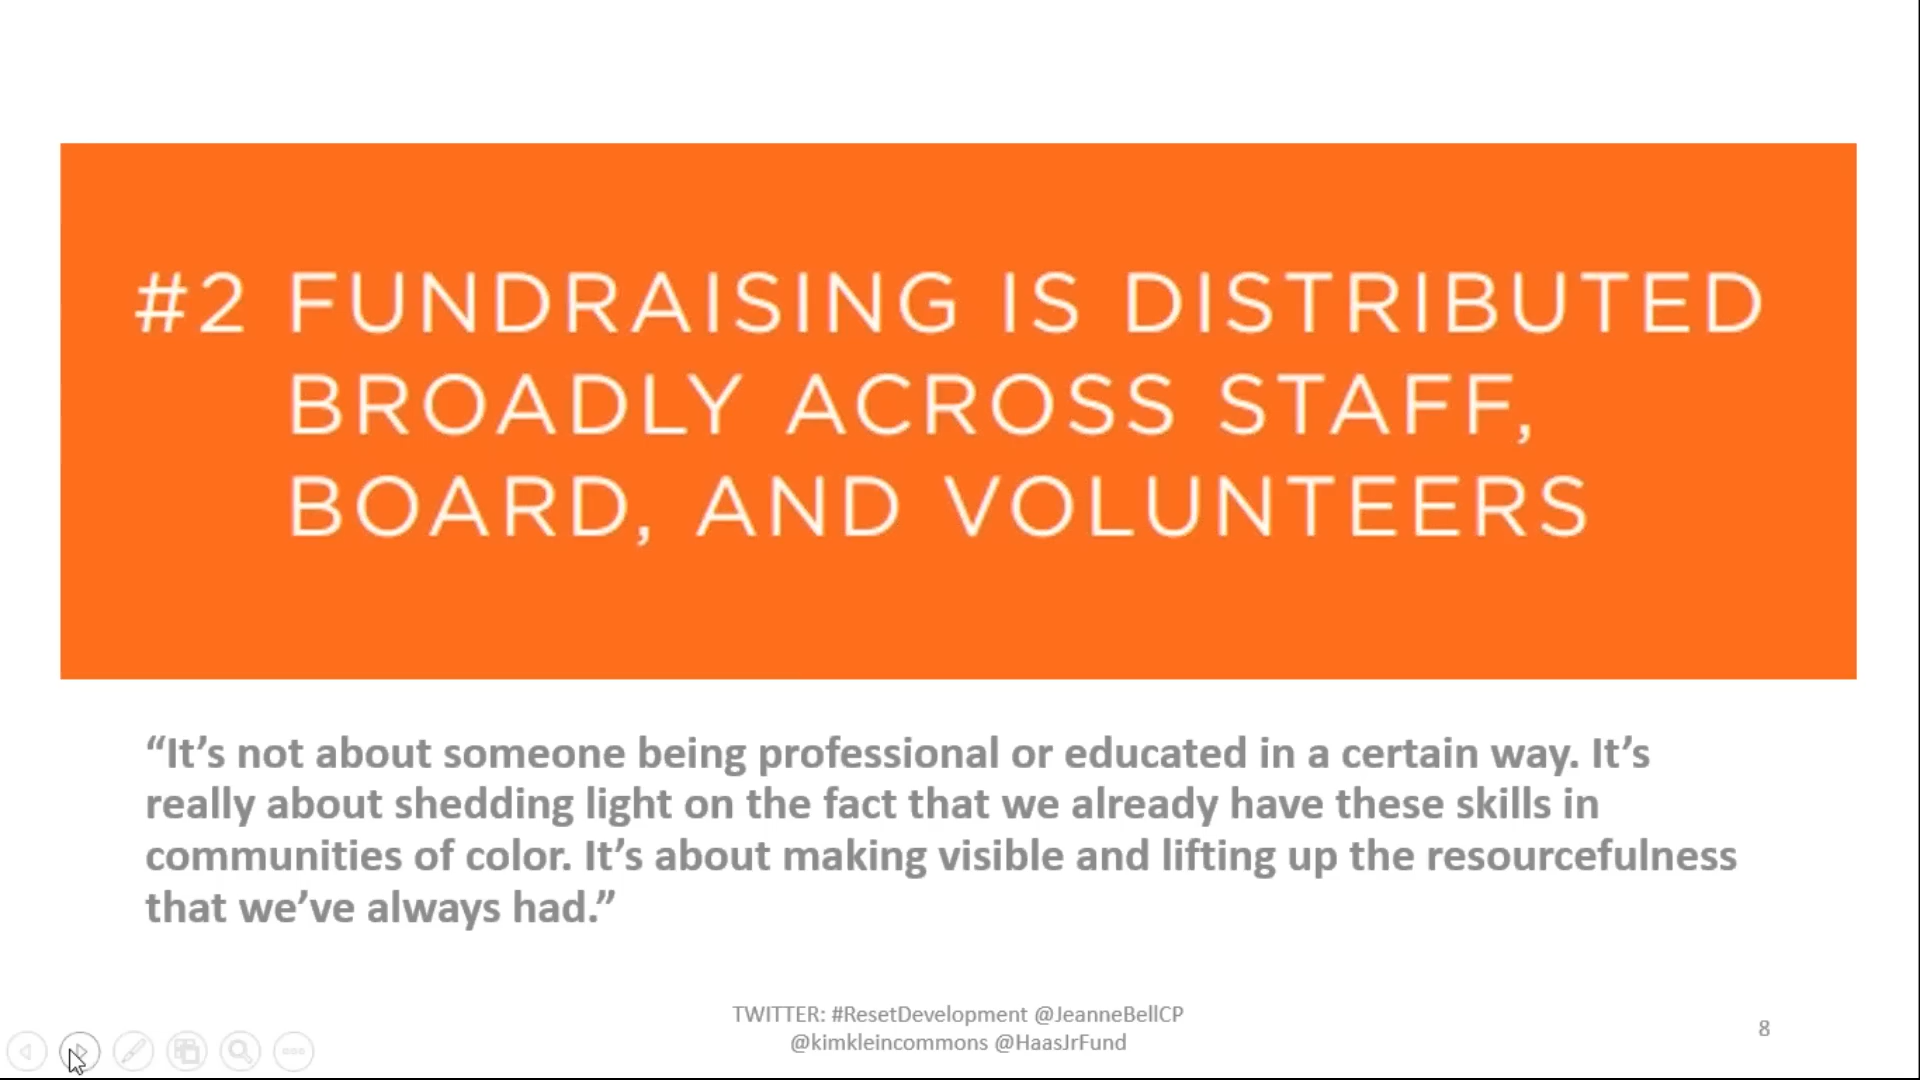 #2 FUNDRAISING IS DISTRIBUTED
BROADLY ACROSS STAFF,
BOARD, AND VOLUNTEERS
“It’s not about someone being professional or educated in a certain way. It’s
really about shedding light on the fact that we already have these skills in
communities of color. It’s about making visible and lifting up the resourcefulness
that we’ve always had.”
TWITTER: #ResetDevelopment @JeanneBellCP
@kimkleincommons @HaasJrFund
8